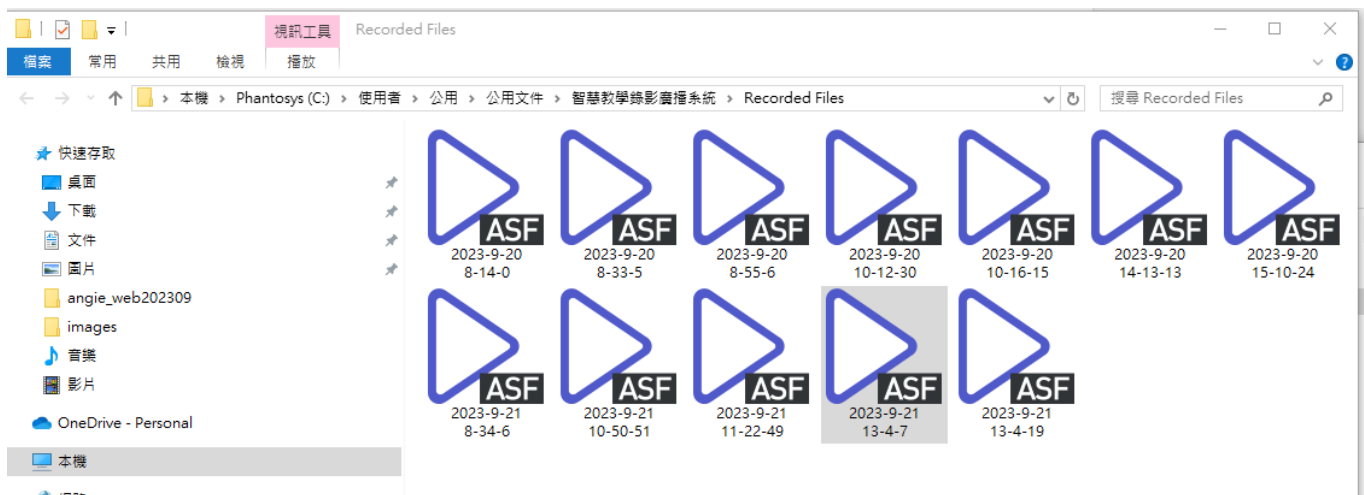 視訊工具
Recorded Files
檔案 常用 共用 檢視 播放
本機 › Phantosys (C:) › 使用者 › 公用 › 公用文件 › 智慧教學錄影廣播系統 › Recorded Files
搜尋 Recorded Files
快速存取
桌面
下載
文件
圖片
angie_web202309
images
音樂
影片
OneDrive - Personal
本機
ASF ASF ASF ASF ASF ASF ASF
2023-9-20 2023-9-20 2023-9-20 2023-9-20 2023-9-20 2023-9-20 2023-9-20
8-14-0 8-33-5 8-55-6 10-12-30 10-16-15 14-13-13 15-10-24
ASF ASF ASF ASF ASF
2023-9-21 2023-9-21 2023-9-21 2023-9-21 2023-9-21
8-34-6 10-50-51 11-22-49 13-4-7 13-4-19